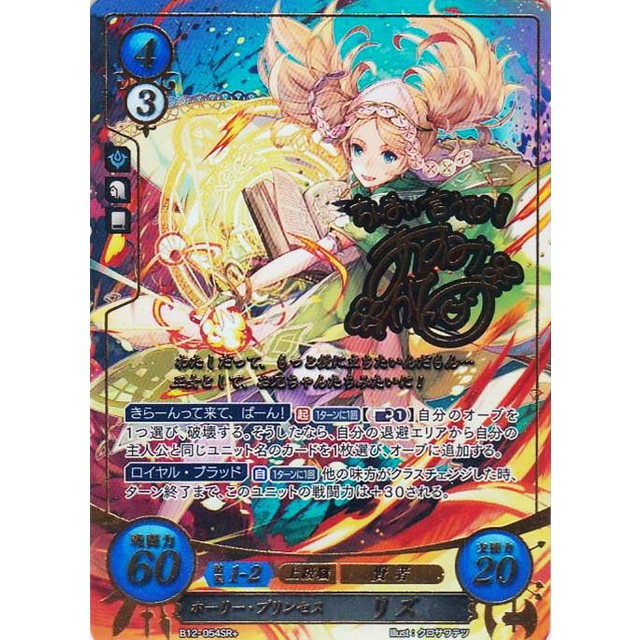 4
3
わたしだって、もっと役に立ちたいんだもん…
王女として、お兄ちゃんたちみたいに!
きらーんって来て、ばーん! 起 1ターンに1回【1】自分のオーブを
1つ選び、破壊する。そうしたなら、自分の退避エリアから自分の
主人公と同じユニット名のカードを1枚選び、オーブに追加する。
ロイヤル・ブラッド 自 1ターンに1回 他の味方がクラスチェンジした時、
ターン終了まで、このユニットの戦闘力は+30される。
戦闘力
60
射程 1-2
上級職
賢者
支援力
20
ホーリー・プリンセス
リズ
B12-054SR+
Illust:クロサワテツ